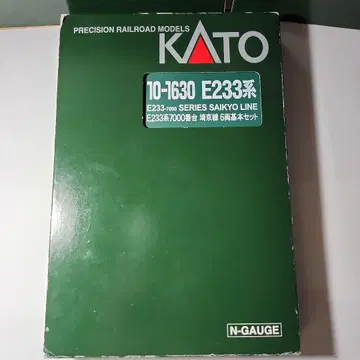 PRECISION RAILROAD MODELS
KATO
10-1630 E233系
E233-7000 SERIES SAIKYO LINE
E233系7000番台 埼京線 6両基本セット
N-GAUGE